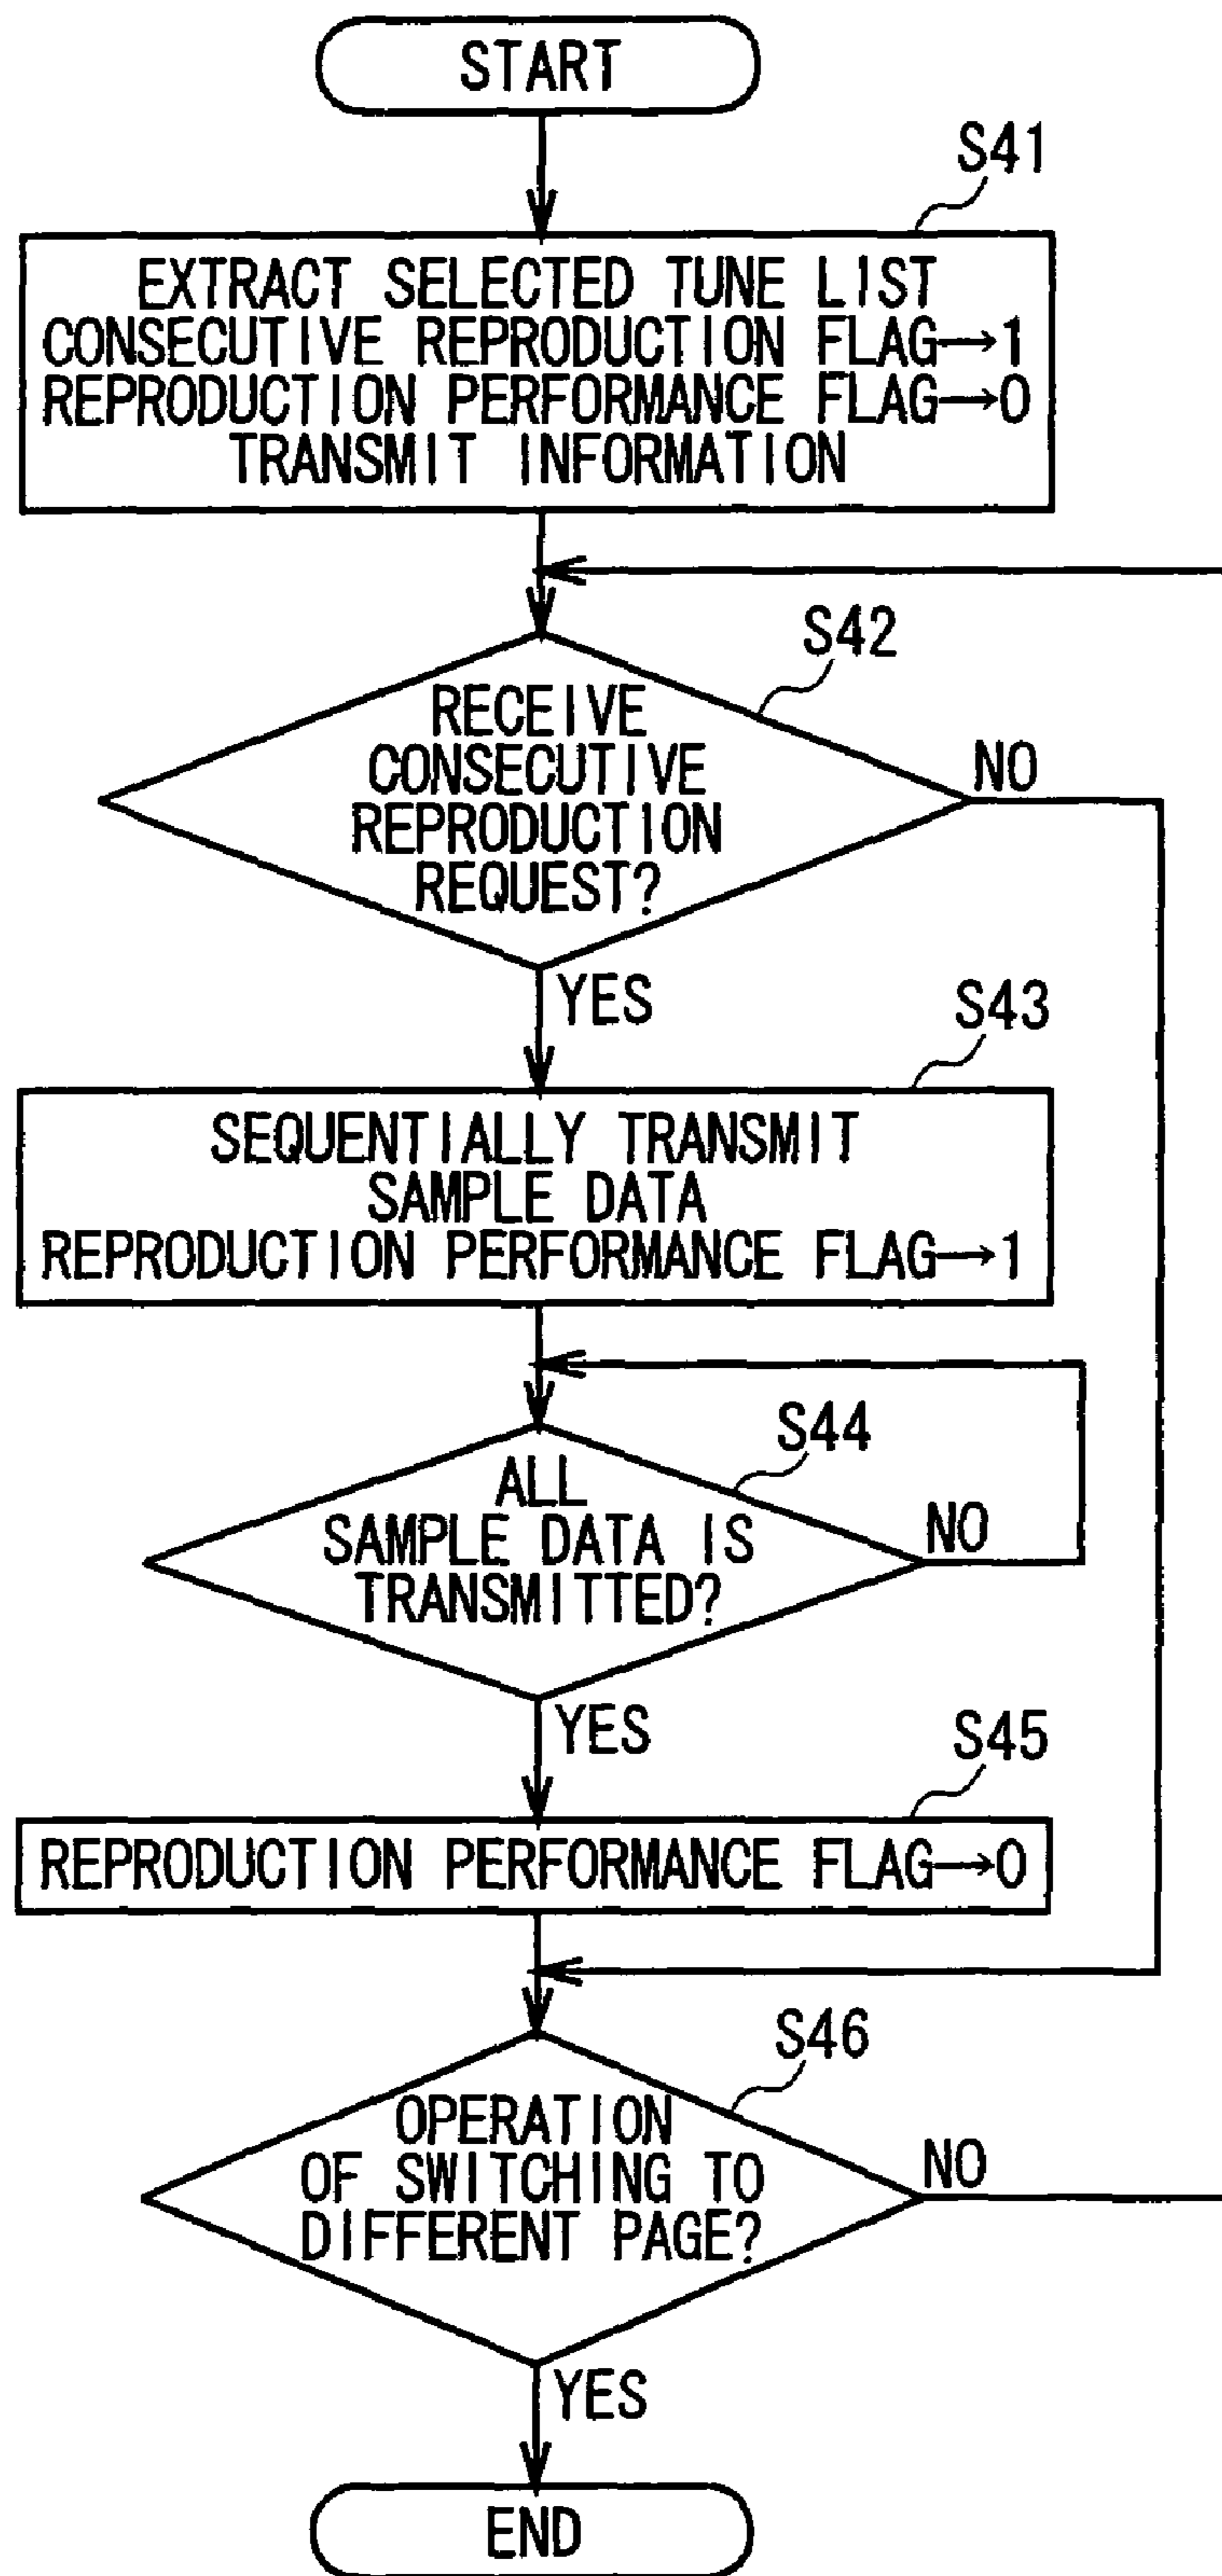 START
S41
EXTRACT SELECTED TUNE LIST
CONSECUTIVE REPRODUCTION FLAG→1
REPRODUCTION PERFORMANCE FLAG→0
TRANSMIT INFORMATION
S42
RECEIVE
CONSECUTIVE
REPRODUCTION
REQUEST?
NO
YES
S43
SEQUENTIALLY TRANSMIT
SAMPLE DATA
REPRODUCTION PERFORMANCE FLAG→1
S44
ALL
SAMPLE DATA IS
TRANSMITTED?
NO
YES
S45
REPRODUCTION PERFORMANCE FLAG→0
S46
OPERATION
OF SWITCHING TO
DIFFERENT PAGE?
NO
YES
END